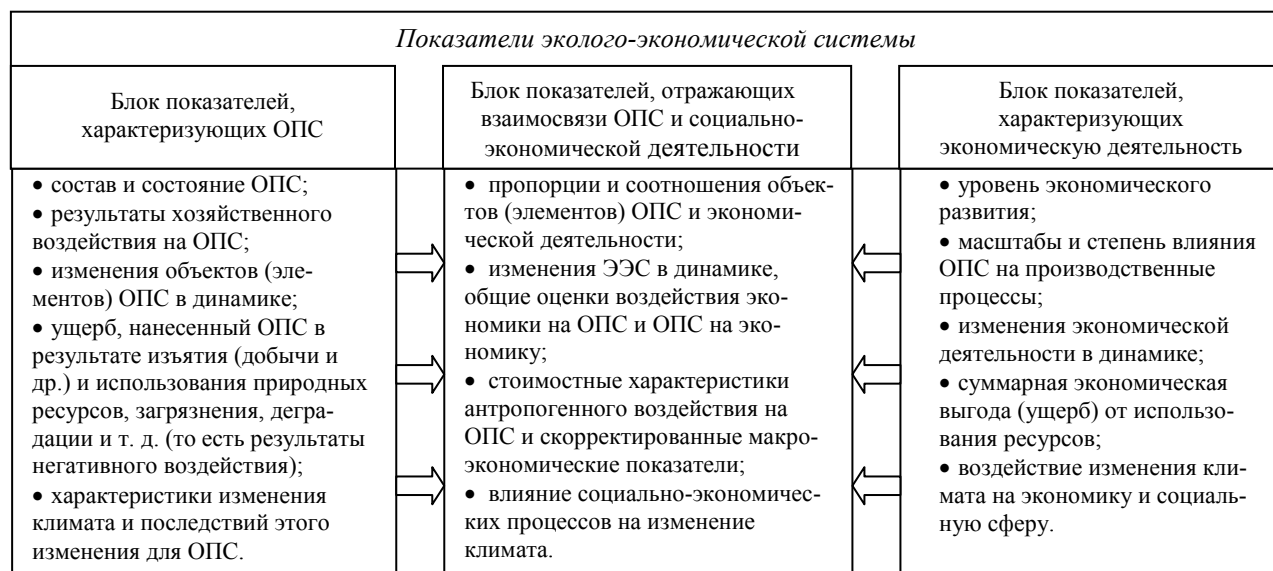 Показатели эколого-экономической системы
Блок показателей,
характеризующих ОПС
Блок показателей, отражающих
взаимосвязи ОПС и социально-
экономической деятельности
Блок показателей,
характеризующих
экономическую деятельность
• состав и состояние ОПС;
• результаты хозяйственного
воздействия на ОПС;
• изменения объектов (эле-
ментов) ОПС в динамике;
• ущерб, нанесенный ОПС в
результате изъятия (добычи и
др.) и использования природных
ресурсов, загрязнения, дегра-
дации и т. д. (то есть результаты
негативного воздействия);
• характеристики изменения
климата и последствий этого
изменения для ОПС.
• пропорции и соотношения объек-
тов (элементов) ОПС и экономи-
ческой деятельности;
• изменения ЭЭС в динамике,
общие оценки воздействия эко-
номики на ОПС и ОПС на эко-
номику;
• стоимостные характеристики
антропогенного воздействия на
ОПС и скорректированные макро-
экономические показатели;
• влияние социально-экономичес-
ких процессов на изменение
климата.
• уровень экономического
развития;
• масштабы и степень влияния
ОПС на производственные
процессы;
• изменения экономической
деятельности в динамике;
• суммарная экономическая
выгода (ущерб) от использо-
вания ресурсов;
• воздействие изменения кли-
мата на экономику и социаль-
ную сферу.